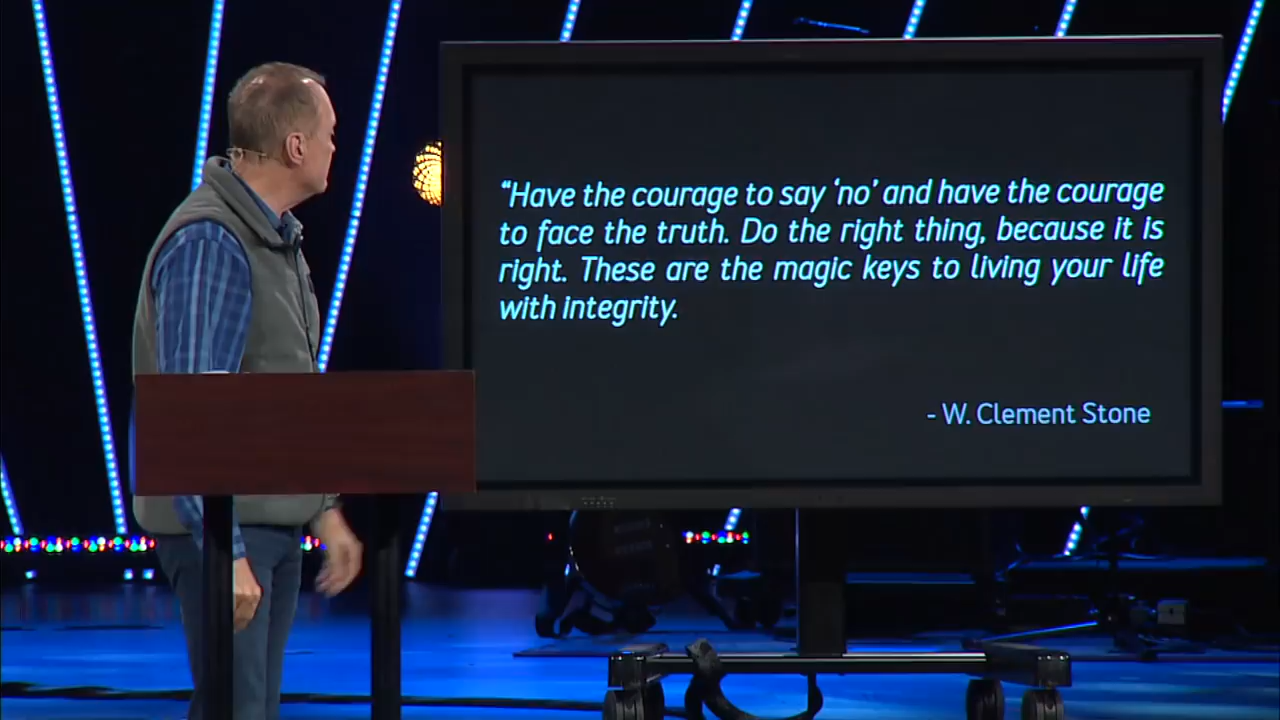 “Have the courage to say ‘no’ and have the courage
to face the truth. Do the right thing, because it is
right. These are the magic keys to living your life
with integrity.
- W. Clement Stone